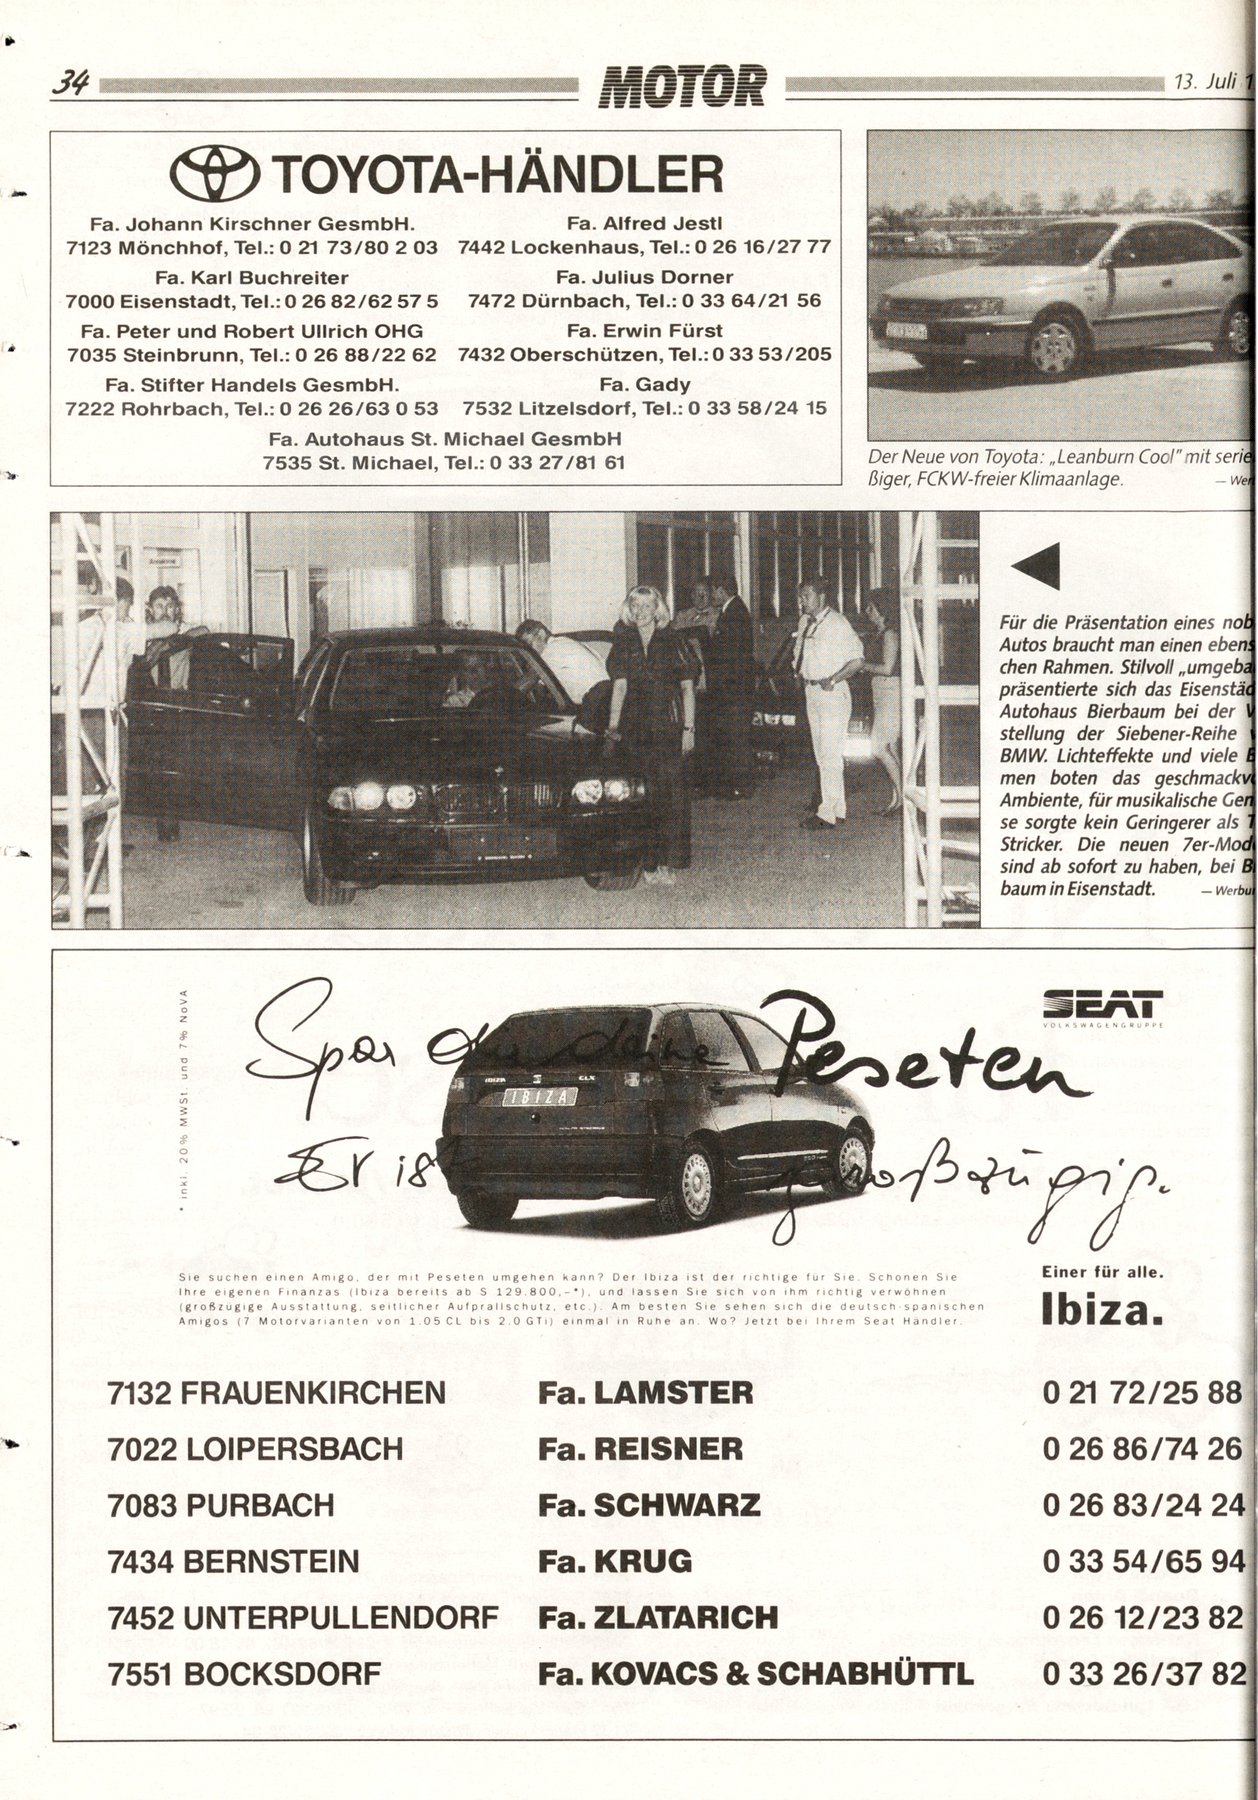 34
MOTOR
13. Juli
TOYOTA-HÄNDLER
Fa. Johann Kirschner GesmbH.
7123 Mönchhof, Tel.: 0 21 73/80 2 03
Fa. Karl Buchreiter
7000 Eisenstadt, Tel.: 0 26 82/62 57 5
Fa. Peter und Robert Ullrich OHG
7035 Steinbrunn, Tel.: 0 26 88/22 62
Fa. Stifter Handels GesmbH.
7222 Rohrbach, Tel.: 0 26 26/63 0 53
Fa. Alfred Jestl
7442 Lockenhaus, Tel.: 0 26 16/27 77
Fa. Julius Dorner
7472 Dürnbach, Tel.: 0 33 64/21 56
Fa. Erwin Fürst
7432 Oberschützen, Tel.: 0 33 53/205
Fa. Gady
7532 Litzelsdorf, Tel.: 0 33 58/24 15
Fa. Autohaus St. Michael GesmbH
7535 St. Michael, Tel.: 0 33 27/81 61
Der Neue von Toyota: „Leanburn Cool" mit serie
ßiger, FCKW-freier Klimaanlage. – Wer
Für die Präsentation eines nob
Autos braucht man einen ebens
chen Rahmen. Stilvoll „umgeba
präsentierte sich das Eisenstäd
Autohaus Bierbaum bei der V
stellung der Siebener-Reihe
BMW. Lichteffekte und viele B
men boten das geschmackv
Ambiente, für musikalische Gen
se sorgte kein Geringerer als T
Stricker. Die neuen 7er-Mod
sind ab sofort zu haben, bei B
baum in Eisenstadt. – Werbu
* inkl. 20% MWSt. und 7% NoVA
Spar dir deine Peseten
Er ist großzügig.
SEAT
VOLKSWAGENGRUPPE
IBIZA CLX
IBIZA
Sie suchen einen Amigo, der mit Peseten umgehen kann? Der Ibiza ist der richtige für Sie. Schonen Sie
Ihre eigenen Finanzas (Ibiza bereits ab S 129.800,–*), und lassen Sie sich von ihm richtig verwöhnen
(großzügige Ausstattung, seitlicher Aufprallschutz, etc.). Am besten Sie sehen sich die deutsch-spanischen
Amigos (7 Motorvarianten von 1.05 CL bis 2.0 GTi) einmal in Ruhe an. Wo? Jetzt bei Ihrem Seat Händler.
Einer für alle.
Ibiza.
7132 FRAUENKIRCHEN Fa. LAMSTER 0 21 72/25 88
7022 LOIPERSBACH Fa. REISNER 0 26 86/74 26
7083 PURBACH Fa. SCHWARZ 0 26 83/24 24
7434 BERNSTEIN Fa. KRUG 0 33 54/65 94
7452 UNTERPULLENDORF Fa. ZLATARICH 0 26 12/23 82
7551 BOCKSDORF Fa. KOVACS & SCHABHÜTTL 0 33 26/37 82